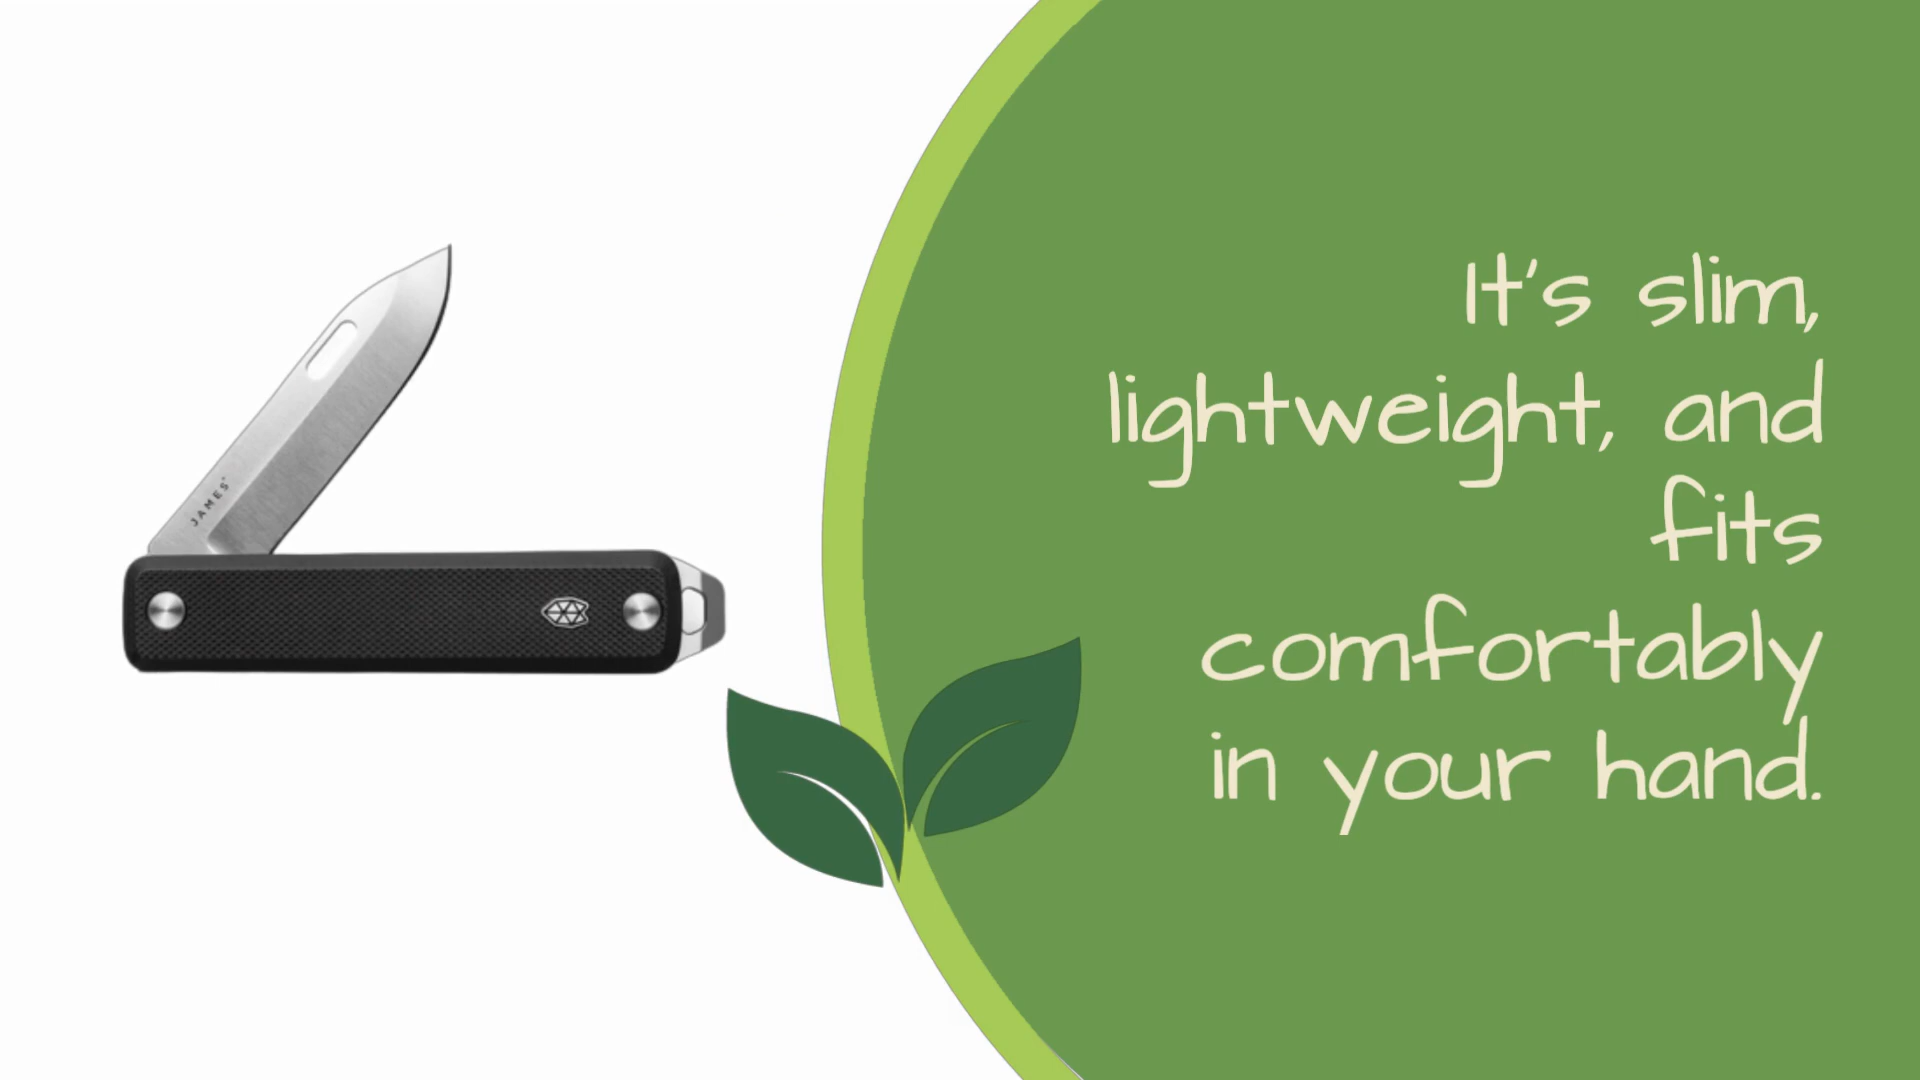 JAMES
It's slim,
lightweight, and
fits
comfortably
in your hand.